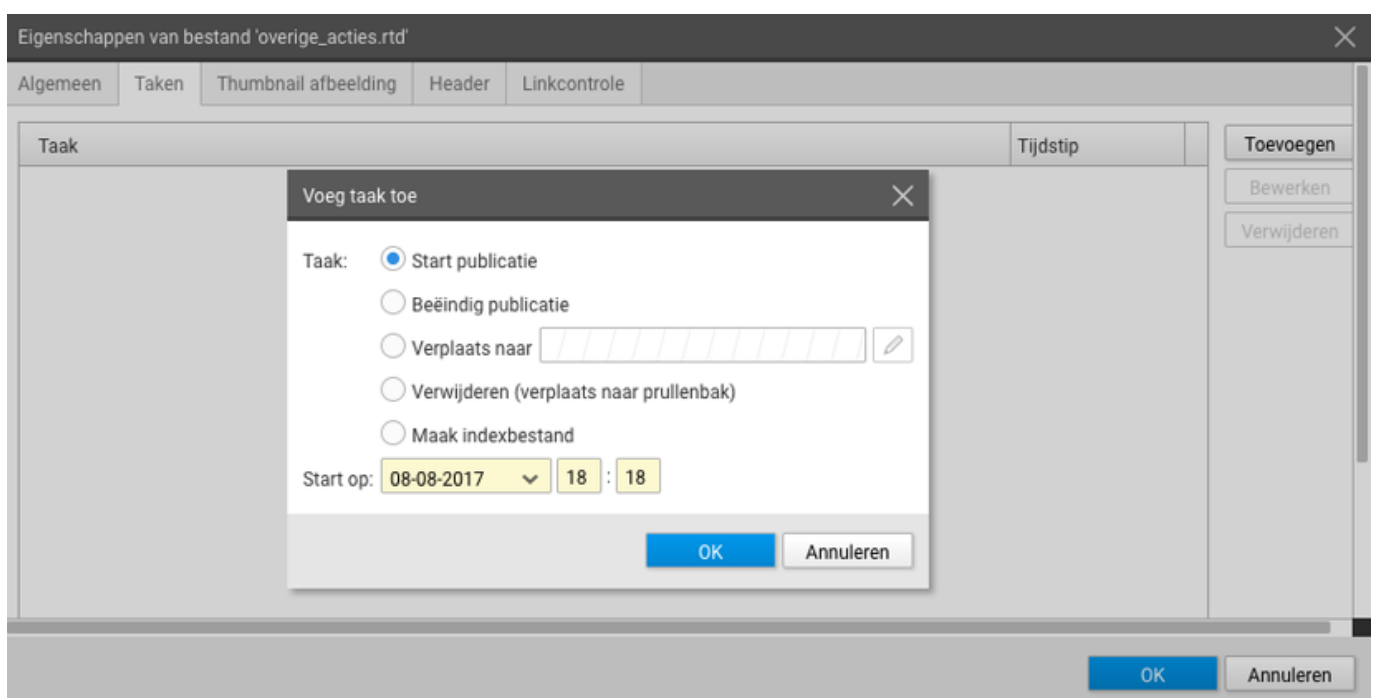 Eigenschappen van bestand 'overige_acties.rtd'
Algemeen Taken Thumbnail afbeelding Header Linkcontrole
Taak Tijdstip Toevoegen
Bewerken
Verwijderen
Voeg taak toe
Taak: Start publicatie
Beëindig publicatie
Verplaats naar
Verwijderen (verplaats naar prullenbak)
Maak indexbestand
Start op: 08-08-2017 18 : 18
OK Annuleren
OK Annuleren